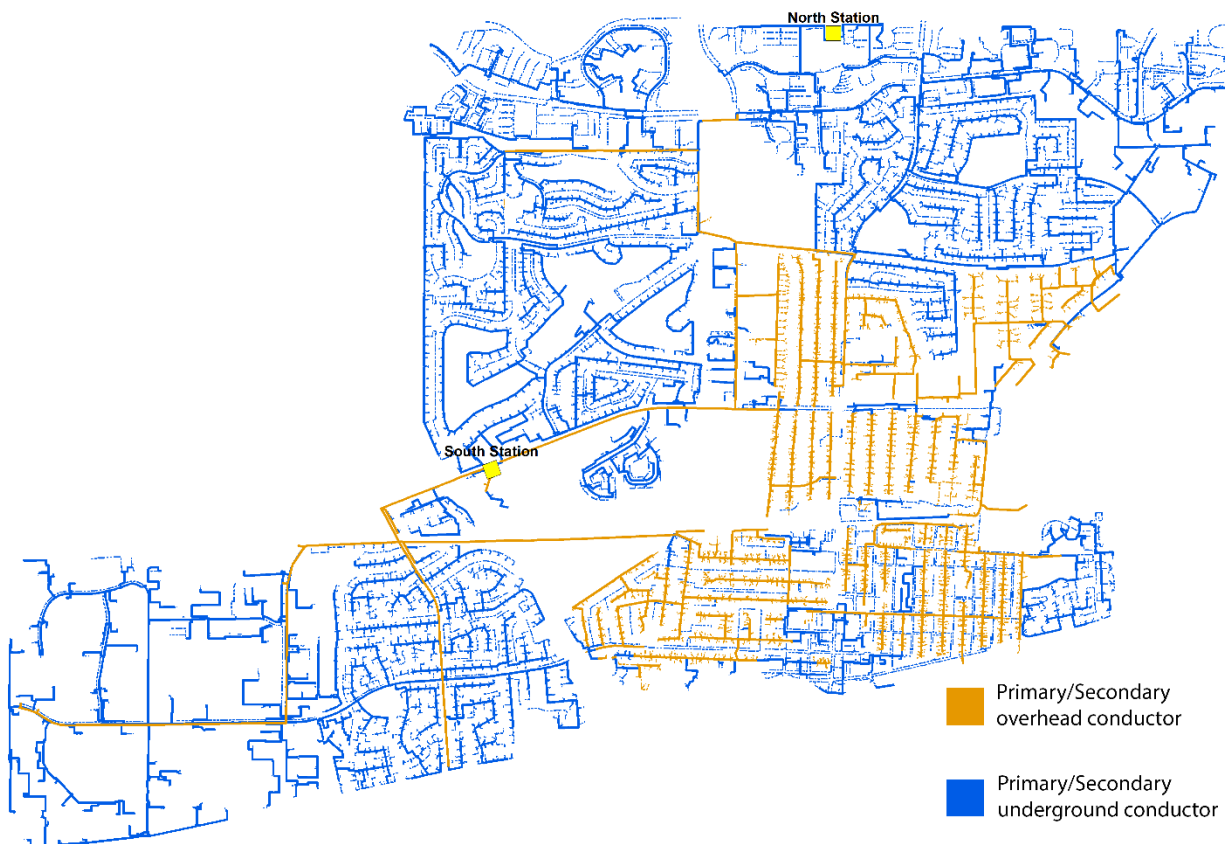 North Station
South Station
Primary/Secondary
overhead conductor
Primary/Secondary
underground conductor